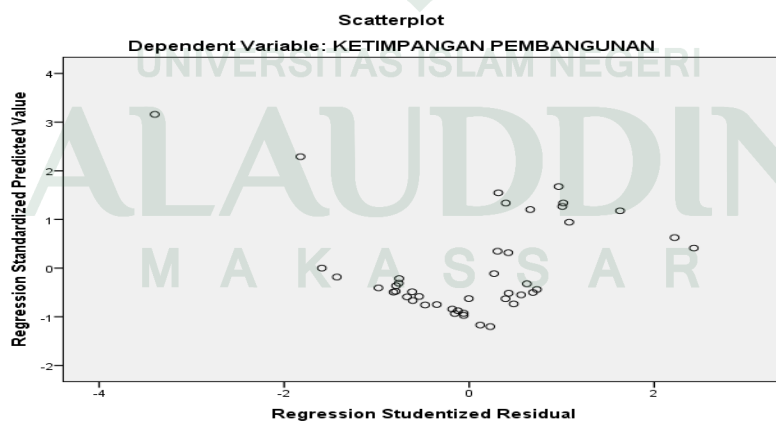 Scatterplot
Dependent Variable: KETIMPANGAN PEMBANGUNAN
UNIVERSITAS ISLAM NEGERI
ALAUDDIN
MAKASSAR
Regression Standardized Predicted Value
4
3
2
1
0
-1
-2
-4 -2 0 2
Regression Studentized Residual